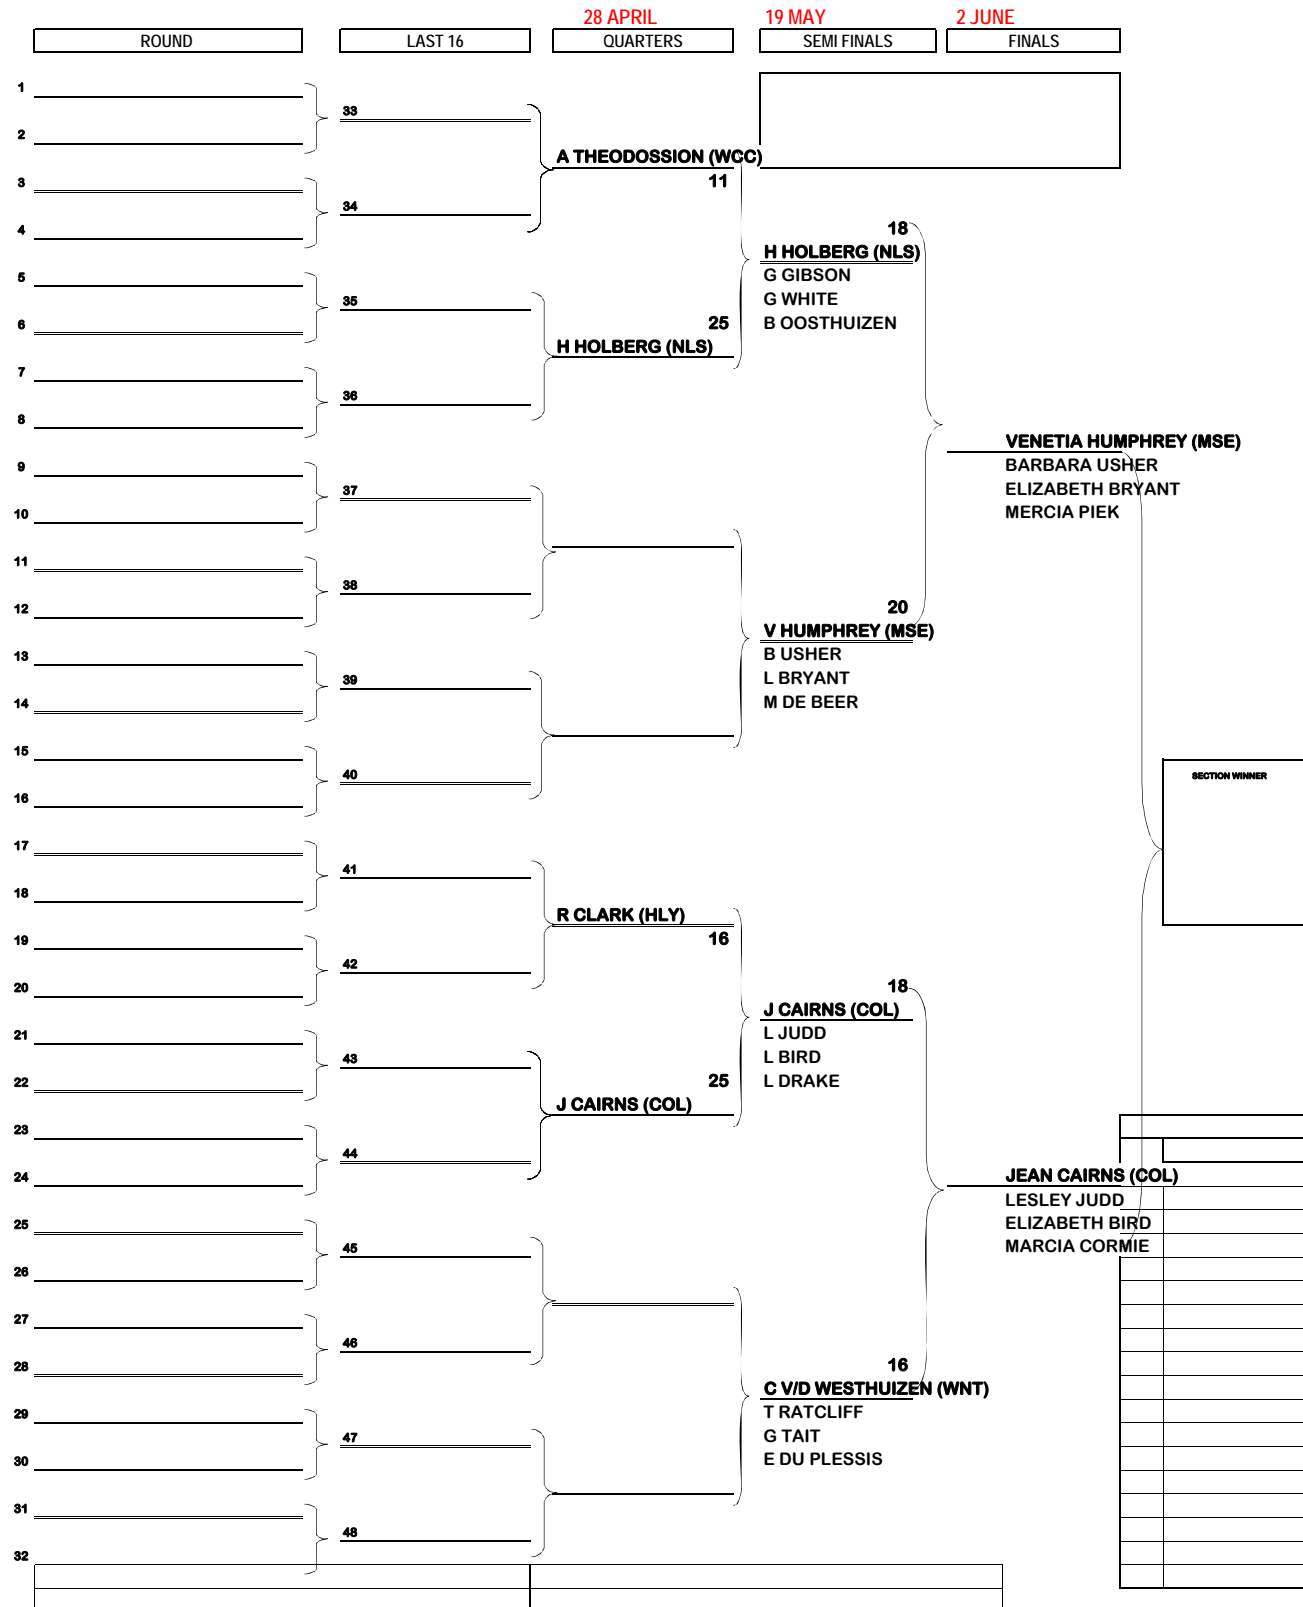 28 APRIL
19 MAY
2 JUNE
ROUND
LAST 16
QUARTERS
SEMI FINALS
FINALS
1
2
3
4
5
6
7
8
9
10
11
12
13
14
15
16
17
18
19
20
21
22
23
24
25
26
27
28
29
30
31
32
33
34
35
36
37
38
39
40
41
42
43
44
45
46
47
48
A THEODOSSION (WCC)
11
25
H HOLBERG (NLS)
R CLARK (HLY)
16
25
J CAIRNS (COL)
18
H HOLBERG (NLS)
G GIBSON
G WHITE
B OOSTHUIZEN
20
V HUMPHREY (MSE)
B USHER
L BRYANT
M DE BEER
18
J CAIRNS (COL)
L JUDD
L BIRD
L DRAKE
16
C V/D WESTHUIZEN (WNT)
T RATCLIFF
G TAIT
E DU PLESSIS
VENETIA HUMPHREY (MSE)
BARBARA USHER
ELIZABETH BRYANT
MERCIA PIEK
JEAN CAIRNS (COL)
LESLEY JUDD
ELIZABETH BIRD
MARCIA CORMIE
SECTION WINNER